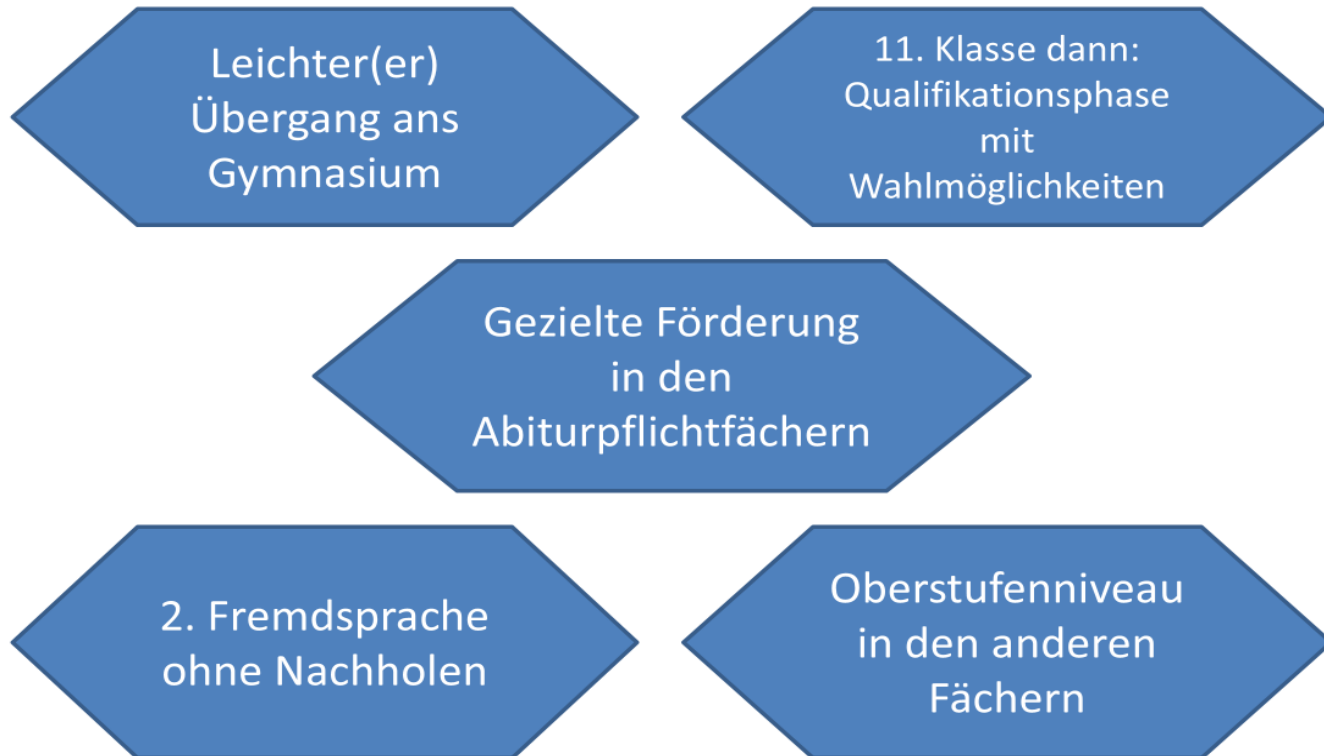 Leichter(er)
Übergang ans
Gymnasium
11. Klasse dann:
Qualifikationsphase
mit
Wahlmöglichkeiten
Gezielte Förderung
in den
Abiturpflichtfächern
2. Fremdsprache
ohne Nachholen
Oberstufenniveau
in den anderen
Fächern